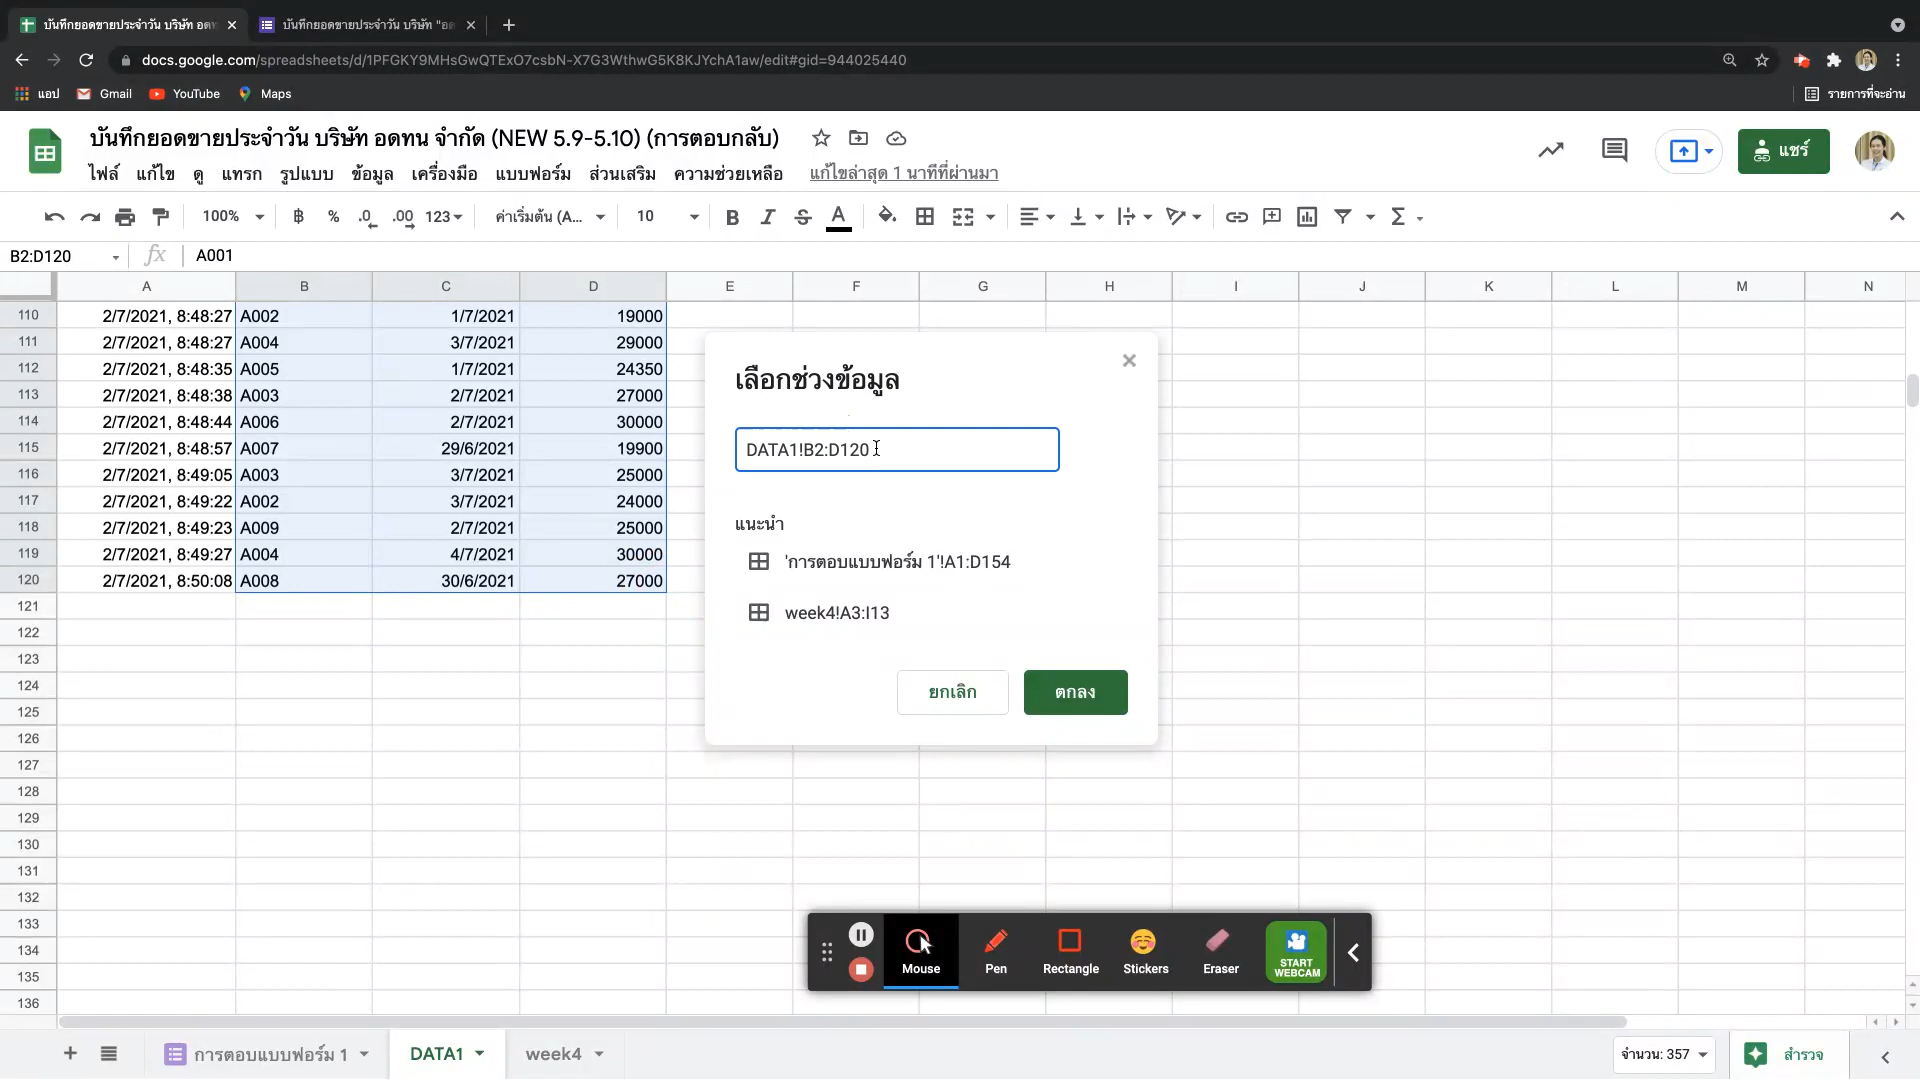 บันทึกยอดขายประจำวัน บริษัท อดท
บันทึกยอดขายประจำวัน บริษัท "อด
docs.google.com/spreadsheets/d/1PFGKY9MHsGwQTExO7csbN-X7G3WthwG5K8KJYchA1aw/edit#gid=944025440
แอป Gmail YouTube Maps รายการที่จะอ่าน
บันทึกยอดขายประจำวัน บริษัท อดทน จำกัด (NEW 5.9-5.10) (การตอบกลับ)
แชร์
ไฟล์ แก้ไข ดู แทรก รูปแบบ ข้อมูล เครื่องมือ แบบฟอร์ม ส่วนเสริม ความช่วยเหลือ แก้ไขล่าสุด 1 นาทีที่ผ่านมา
100% ฿ % .0 .00 123 ค่าเริ่มต้น (A... 10 B I S A Σ
B2:D120 fx A001
A B C D E F G H I J K L M N
110 2/7/2021, 8:48:27 A002 1/7/2021 19000
111 2/7/2021, 8:48:27 A004 3/7/2021 29000
112 2/7/2021, 8:48:35 A005 1/7/2021 24350
113 2/7/2021, 8:48:38 A003 2/7/2021 27000
114 2/7/2021, 8:48:44 A006 2/7/2021 30000
115 2/7/2021, 8:48:57 A007 29/6/2021 19900
116 2/7/2021, 8:49:05 A003 3/7/2021 25000
117 2/7/2021, 8:49:22 A002 3/7/2021 24000
118 2/7/2021, 8:49:23 A009 2/7/2021 25000
119 2/7/2021, 8:49:27 A004 4/7/2021 30000
120 2/7/2021, 8:50:08 A008 30/6/2021 27000
121
122
123
124
125
126
127
128
129
130
131
132
133
134
135
136
เลือกช่วงข้อมูล
DATA1!B2:D120
แนะนำ
'การตอบแบบฟอร์ม 1'!A1:D154
week4!A3:I13
ยกเลิก ตกลง
Mouse Pen Rectangle Stickers Eraser START WEBCAM
การตอบแบบฟอร์ม 1 DATA1 week4 จำนวน: 357 สำรวจ